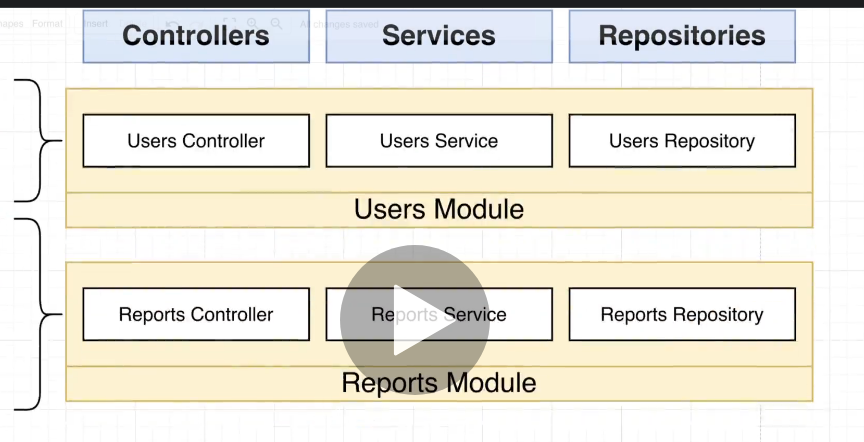 apes Format Insert All changes saved
Controllers Services Repositories
Users Controller Users Service Users Repository
Users Module
Reports Controller Reports Service Reports Repository
Reports Module